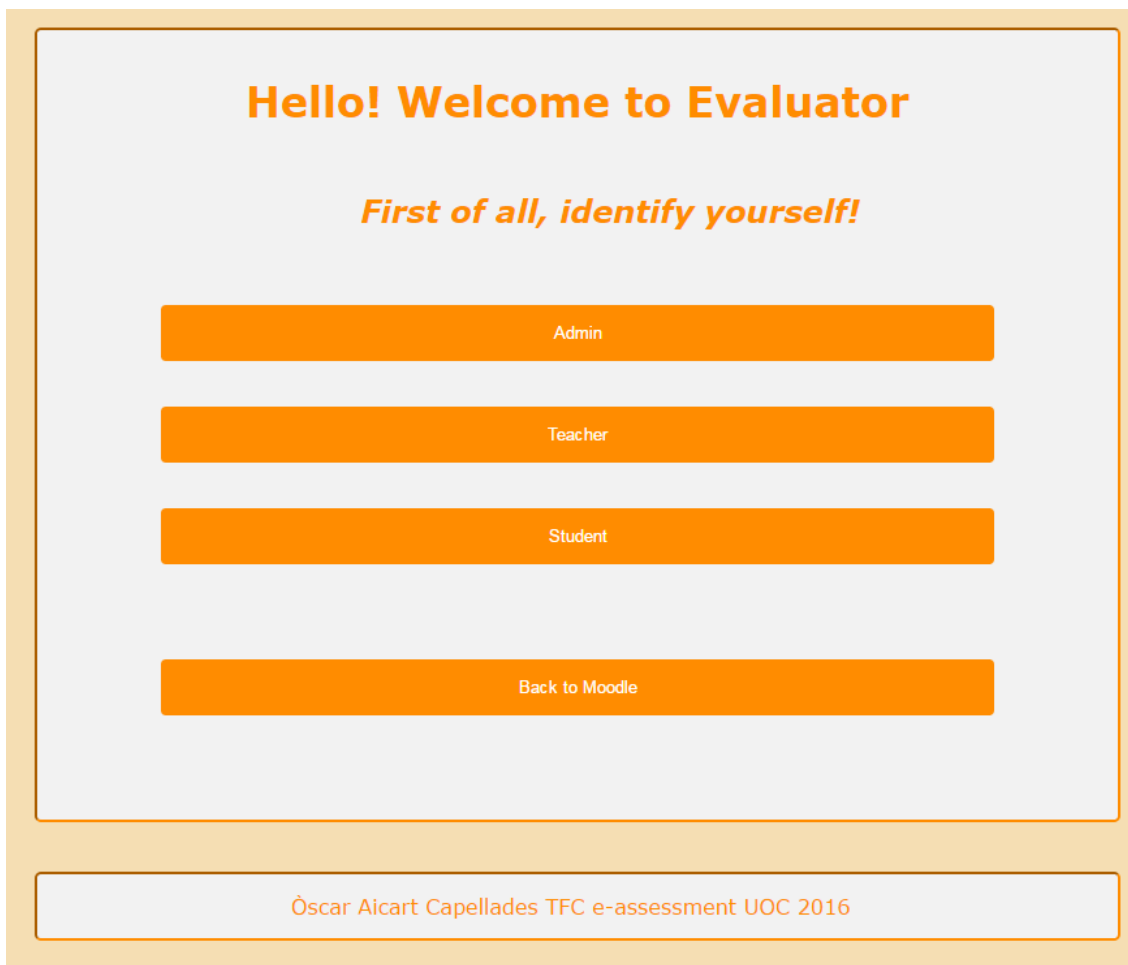 Hello! Welcome to Evaluator
First of all, identify yourself!
Admin
Teacher
Student
Back to Moodle
Òscar Aicart Capellades TFC e-assessment UOC 2016